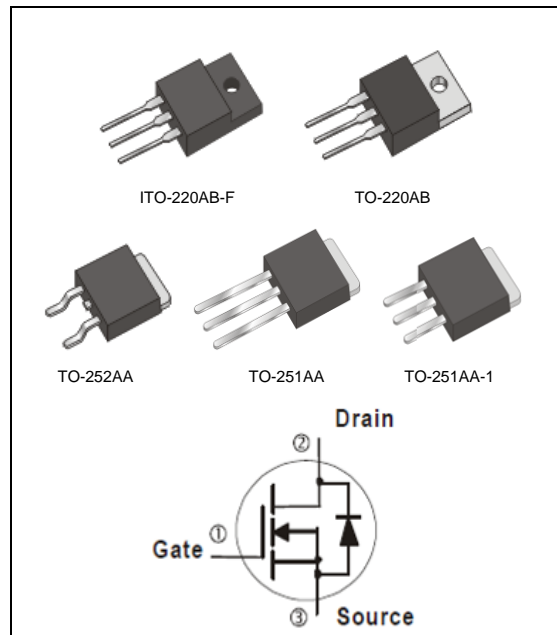 ITO-220AB-F
TO-220AB
TO-252AA
TO-251AA
TO-251AA-1
Drain
②
①
Gate
③
Source